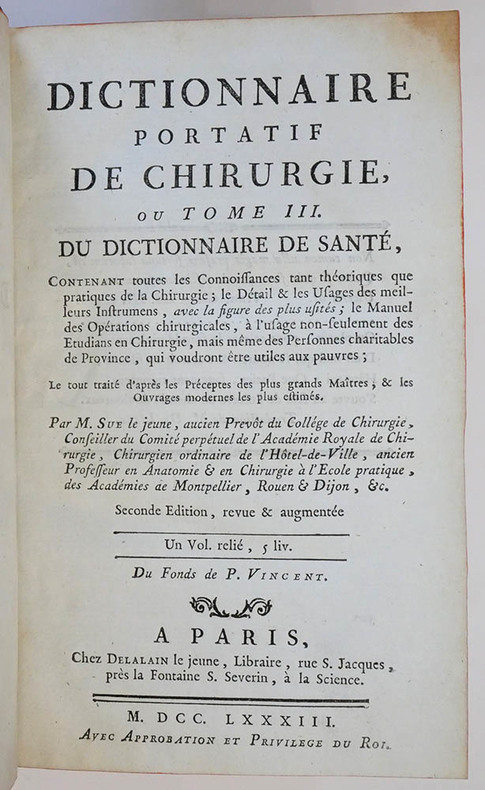 DICTIONNAIRE
PORTATIF
DE CHIRURGIE,
OU TOME III.
DU DICTIONNAIRE DE SANTÉ,
CONTENANT toutes les Connoiſſances tant théoriques que
pratiques de la Chirurgie ; le Détail & les Uſages des meil-
leurs Inſtrumens, avec la figure des plus uſités ; le Manuel
des Opérations chirurgicales, à l'uſage non-ſeulement des
Etudians en Chirurgie, mais même des Perſonnes charitables
de Province, qui voudront être utiles aux pauvres ;
Le tout traité d'après les Préceptes des plus grands Maîtres, & les
Ouvrages modernes les plus eſtimés.
Par M. SUE le jeune, aucien Prevôt du Collége de Chirurgie,
Conſeiller du Comité perpétuel de l'Académie Royale de Chi-
rurgie, Chirurgien ordinaire de l'Hôtel-de-Ville, ancien
Profeſſeur en Anatomie & en Chirurgie à l'Ecole pratique,
des Académies de Montpellier, Rouen & Dijon, &c.
Seconde Edition, revue & augmentée
Un Vol. relié, 5 liv.
Du Fonds de P. VINCENT.
A PARIS,
Chez DELALAIN le jeune, Libraire, rue S. Jacques,
près la Fontaine S. Severin, à la Science.
M. DCC. LXXXIII.
AVEC APPROBATION ET PRIVILEGE DU ROI.